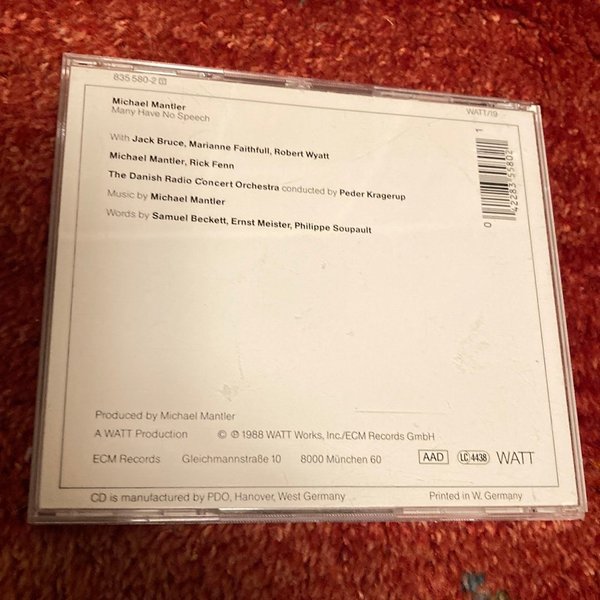 835 580-2
WATT/19
Michael Mantler
Many Have No Speech
With Jack Bruce, Marianne Faithfull, Robert Wyatt
Michael Mantler, Rick Fenn
The Danish Radio Concert Orchestra conducted by Peder Kragerup
Music by Michael Mantler
Words by Samuel Beckett, Ernst Meister, Philippe Soupault
0 42283-55802 1
Produced by Michael Mantler
A WATT Production © ℗ 1988 WATT Works, Inc./ECM Records GmbH
ECM Records Gleichmannstraße 10 8000 München 60 AAD LC 4438 WATT
CD is manufactured by PDO, Hanover, West Germany Printed in W. Germany